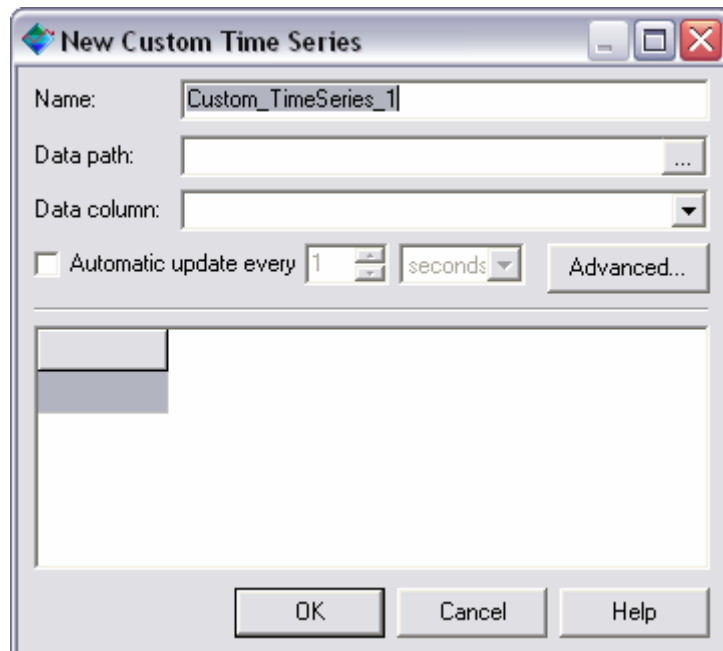 New Custom Time Series
Name: Custom_TimeSeries_1
Data path: ...
Data column:
Automatic update every 1 seconds Advanced...
OK Cancel Help